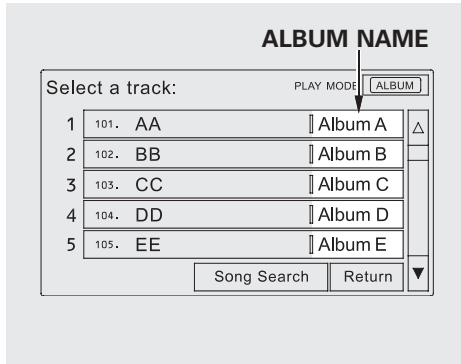 ALBUM NAME
Select a track: PLAY MODE ALBUM
1 101. AA Album A
2 102. BB Album B
3 103. CC Album C
4 104. DD Album D
5 105. EE Album E
Song Search Return